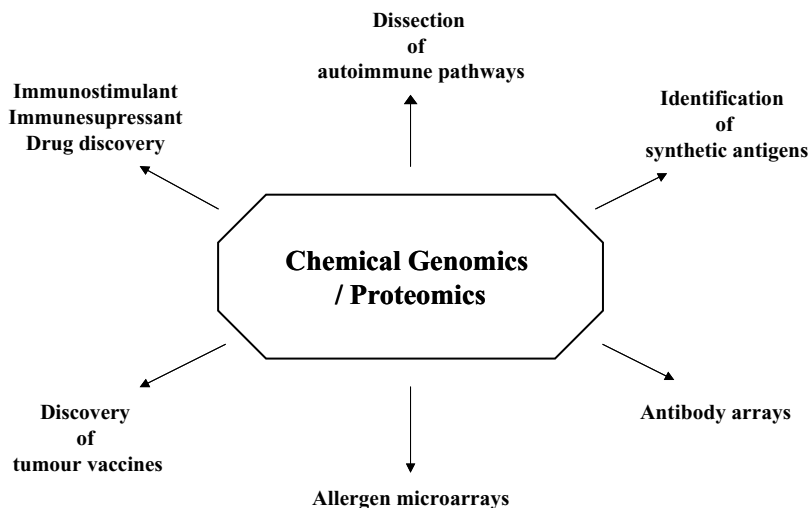 Dissection
of
autoimmune pathways
Immunostimulant
Immunesupressant
Drug discovery
Identification
of
synthetic antigens
Chemical Genomics
/ Proteomics
Discovery
of
tumour vaccines
Antibody arrays
Allergen microarrays